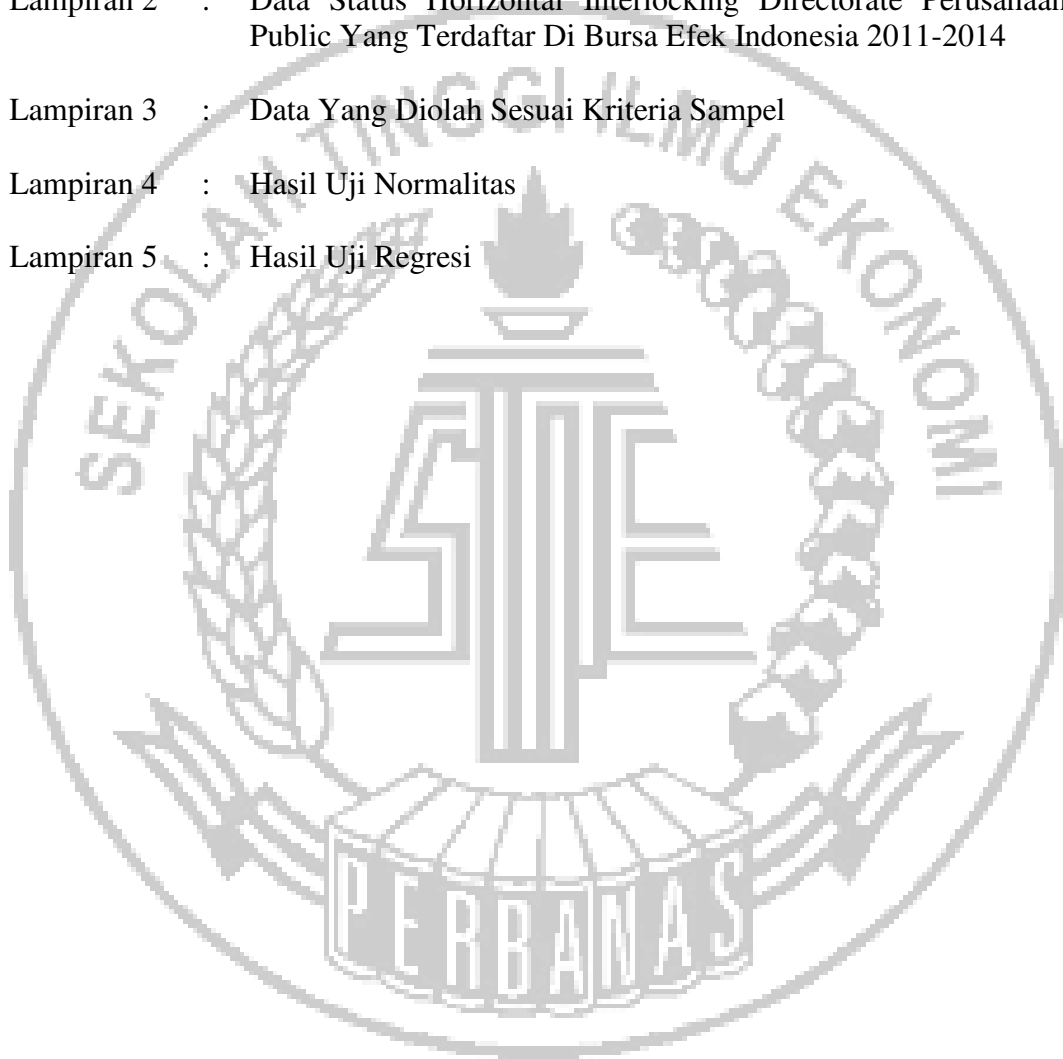 Lampiran 2 : Data Status Horizontal Interlocking Directorate Perusahaan
Public Yang Terdaftar Di Bursa Efek Indonesia 2011-2014
Lampiran 3 : Data Yang Diolah Sesuai Kriteria Sampel
Lampiran 4 : Hasil Uji Normalitas
Lampiran 5 : Hasil Uji Regresi
SEKOLAH TINGGI ILMU EKONOMI
STIE
PERBANAS